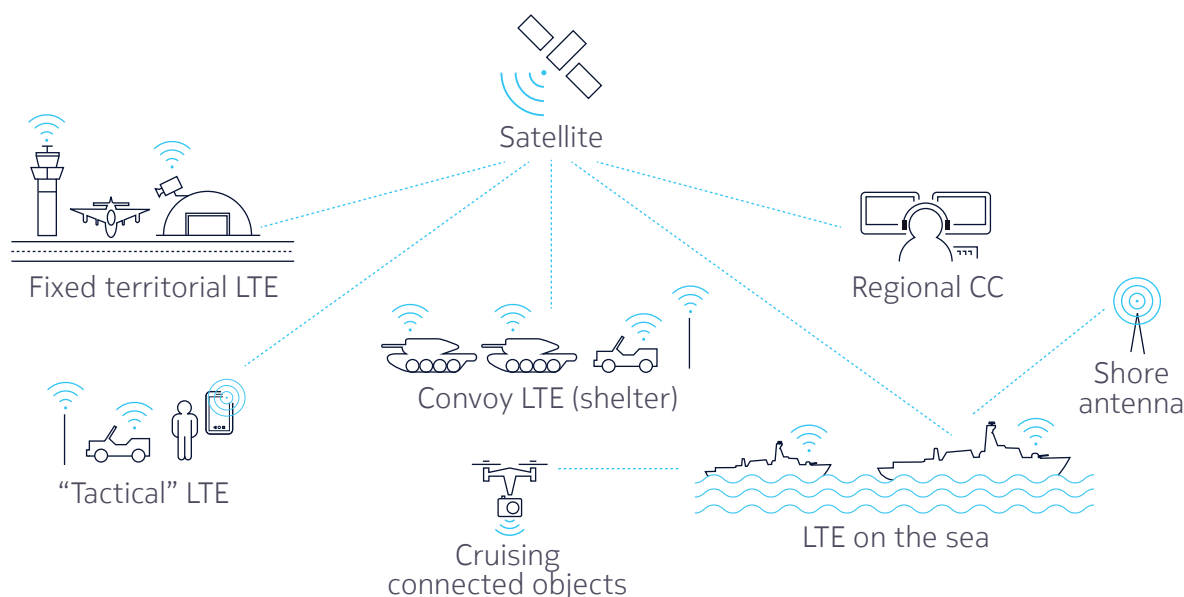 Satellite
Fixed territorial LTE
Regional CC
Shore
antenna
Convoy LTE (shelter)
“Tactical” LTE
LTE on the sea
Cruising
connected objects